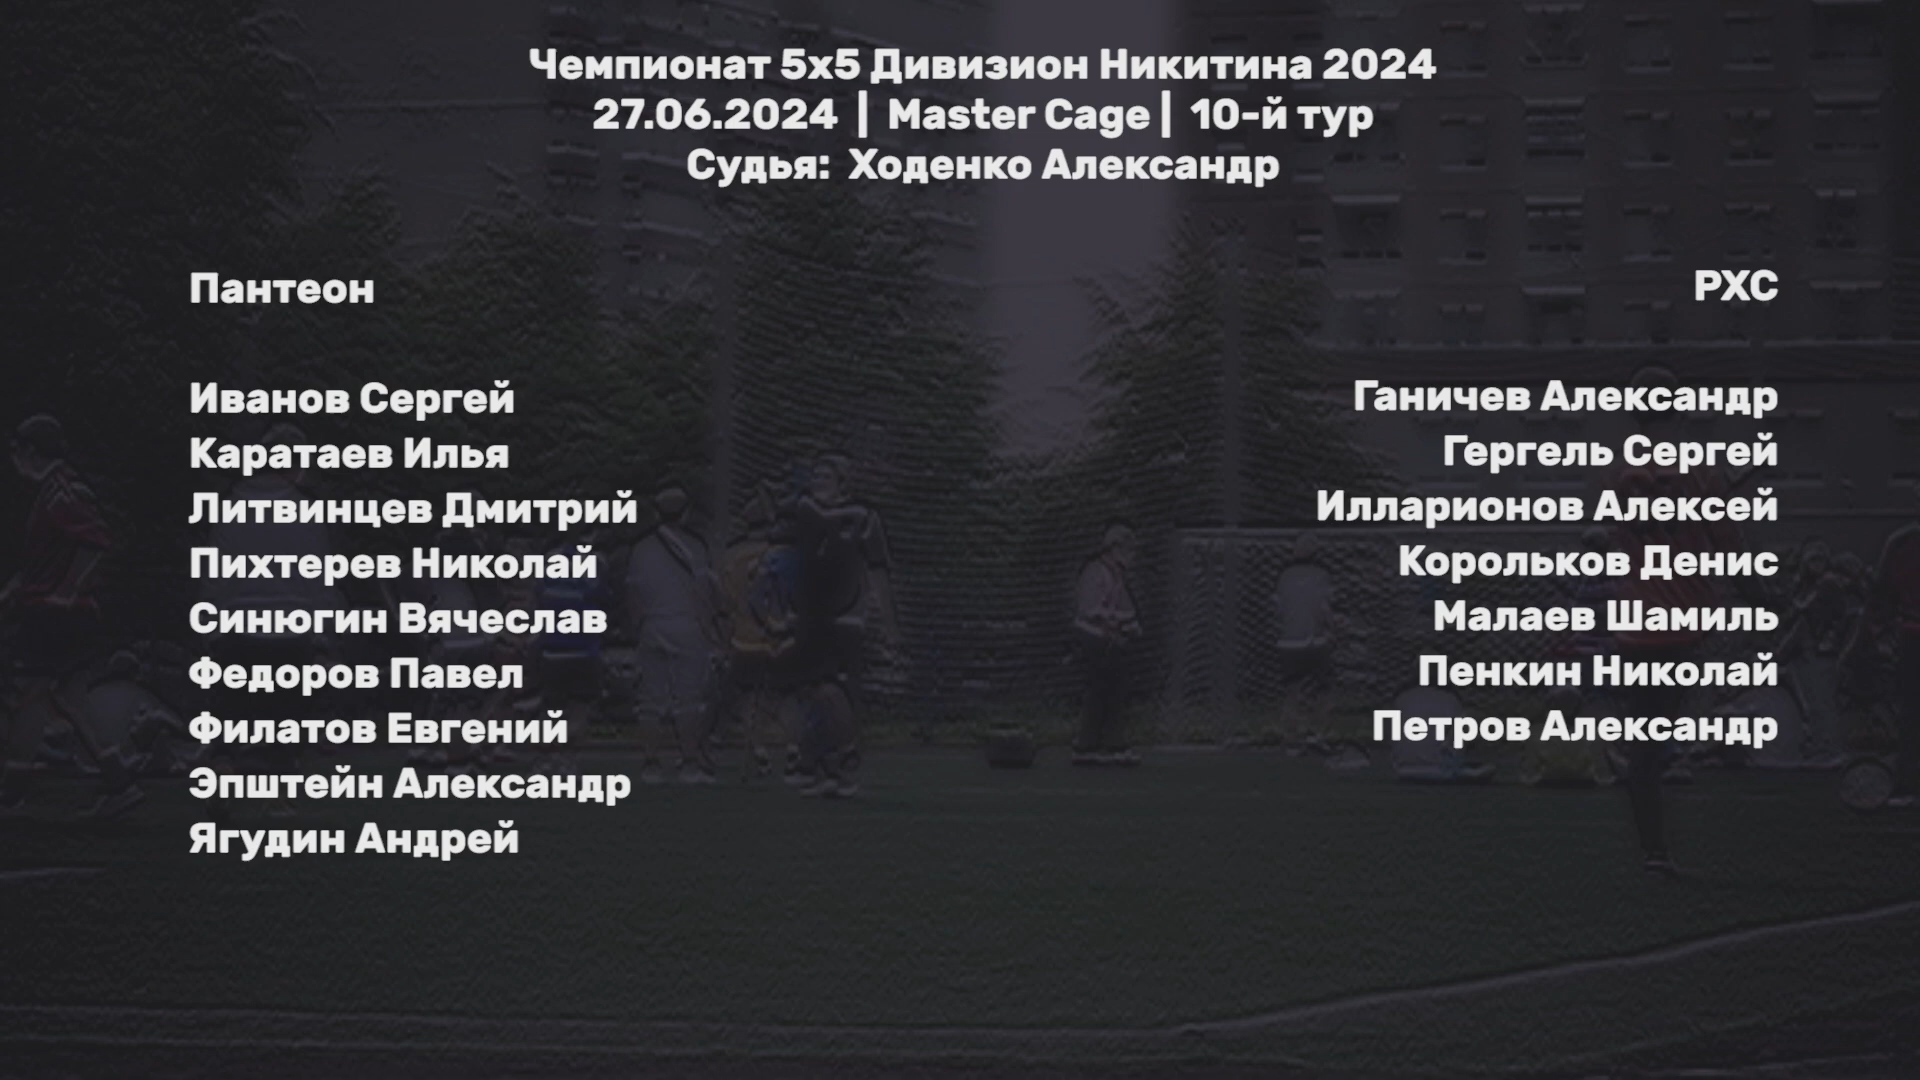 Чемпионат 5х5 Дивизион Никитина 2024
27.06.2024 | Master Cage | 10-й тур
Судья: Ходенко Александр
Пантеон
Иванов Сергей
Каратаев Илья
Литвинцев Дмитрий
Пихтерев Николай
Синюгин Вячеслав
Федоров Павел
Филатов Евгений
Эпштейн Александр
Ягудин Андрей
РХС
Ганичев Александр
Гергель Сергей
Илларионов Алексей
Корольков Денис
Малаев Шамиль
Пенкин Николай
Петров Александр